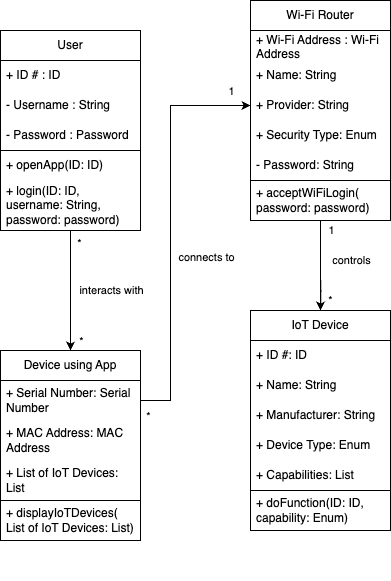 User
+ ID # : ID
- Username : String
- Password : Password
+ openApp(ID: ID)
+ login(ID: ID,
username: String,
password: password)
*
interacts with
*
Device using App
+ Serial Number: Serial
Number
+ MAC Address: MAC
Address
+ List of IoT Devices:
List
+ displayIoTDevices(
List of IoT Devices: List)
*
connects to
1
Wi-Fi Router
+ Wi-Fi Address : Wi-Fi
Address
+ Name: String
+ Provider: String
+ Security Type: Enum
- Password: String
+ acceptWiFiLogin(
password: password)
1
controls
*
IoT Device
+ ID #: ID
+ Name: String
+ Manufacturer: String
+ Device Type: Enum
+ Capabilities: List
+ doFunction(ID: ID,
capability: Enum)